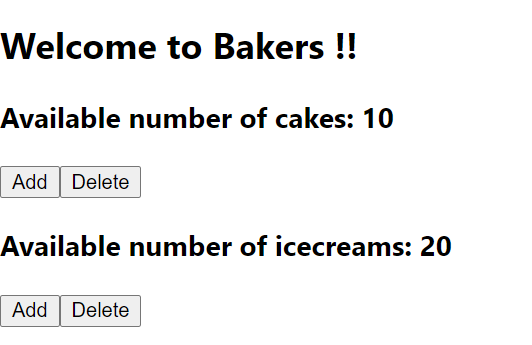 Welcome to Bakers !!
Available number of cakes: 10
Add Delete
Available number of icecreams: 20
Add Delete